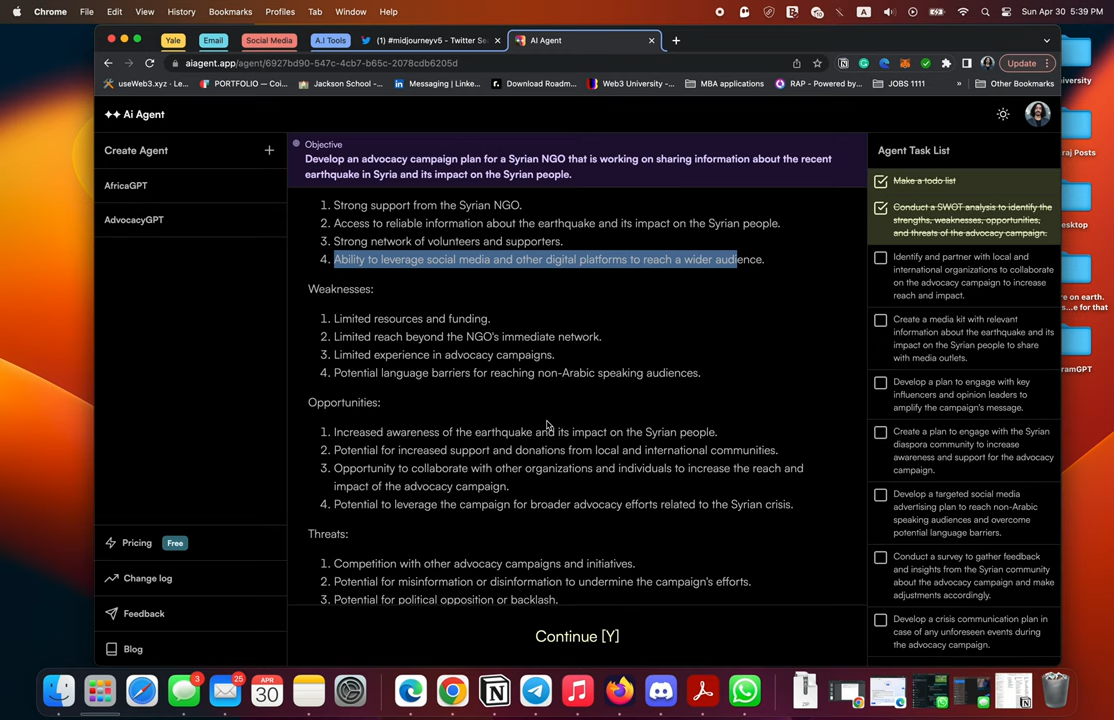 Chrome File Edit View History Bookmarks Profiles Tab Window Help
A Sun Apr 30 5:39 PM
Yale Email Social Media A.I Tools (1) #midjourneyv5 - Twitter Se AI Agent
aiagent.app/agent/6927bd90-547c-4cb7-b65c-2078cdb6205d
Update
useWeb3.xyz - Le... PORTFOLIO — Coi... Jackson School -... Messaging | Linke... Download Roadm... Web3 University -... MBA applications RAP - Powered by... JOBS 1111 » Other Bookmarks
Ai Agent
Create Agent
AfricaGPT
AdvocacyGPT
Pricing Free
Change log
Feedback
Blog
Objective
Develop an advocacy campaign plan for a Syrian NGO that is working on sharing information about the recent
earthquake in Syria and its impact on the Syrian people.
1. Strong support from the Syrian NGO.
2. Access to reliable information about the earthquake and its impact on the Syrian people.
3. Strong network of volunteers and supporters.
4. Ability to leverage social media and other digital platforms to reach a wider audience.
Weaknesses:
1. Limited resources and funding.
2. Limited reach beyond the NGO's immediate network.
3. Limited experience in advocacy campaigns.
4. Potential language barriers for reaching non-Arabic speaking audiences.
Opportunities:
1. Increased awareness of the earthquake and its impact on the Syrian people.
2. Potential for increased support and donations from local and international communities.
3. Opportunity to collaborate with other organizations and individuals to increase the reach and
impact of the advocacy campaign.
4. Potential to leverage the campaign for broader advocacy efforts related to the Syrian crisis.
Threats:
1. Competition with other advocacy campaigns and initiatives.
2. Potential for misinformation or disinformation to undermine the campaign's efforts.
3. Potential for political opposition or backlash.
Continue [Y]
Agent Task List
Make a todo list
Conduct a SWOT analysis to identify the
strengths, weaknesses, opportunities,
and threats of the advocacy campaign.
Identify and partner with local and
international organizations to collaborate
on the advocacy campaign to increase
reach and impact.
Create a media kit with relevant
information about the earthquake and its
impact on the Syrian people to share
with media outlets.
Develop a plan to engage with key
influencers and opinion leaders to
amplify the campaign's message.
Create a plan to engage with the Syrian
diaspora community to increase
awareness and support for the advocacy
campaign.
Develop a targeted social media
advertising plan to reach non-Arabic
speaking audiences and overcome
potential language barriers.
Conduct a survey to gather feedback
and insights from the Syrian community
about the advocacy campaign and make
adjustments accordingly.
Develop a crisis communication plan in
case of any unforeseen events during
the advocacy campaign.
iversity
raj Posts
esktop
re on earth.
s...e for that
ramGPT
3
25
APR
30
ZIP